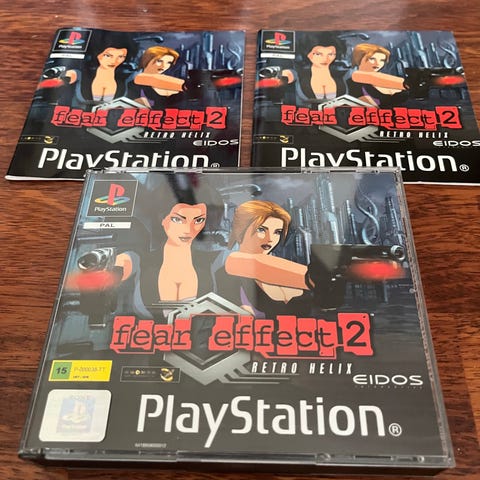 PlayStation
fear effect 2
RETRO HELIX
EIDOS
PlayStation®
PlayStation
fear effect 2
RETRO HELIX
EIDOS
PlayStation®
PlayStation
PAL
fear effect 2
RETRO HELIX
15
EIDOS
PlayStation®